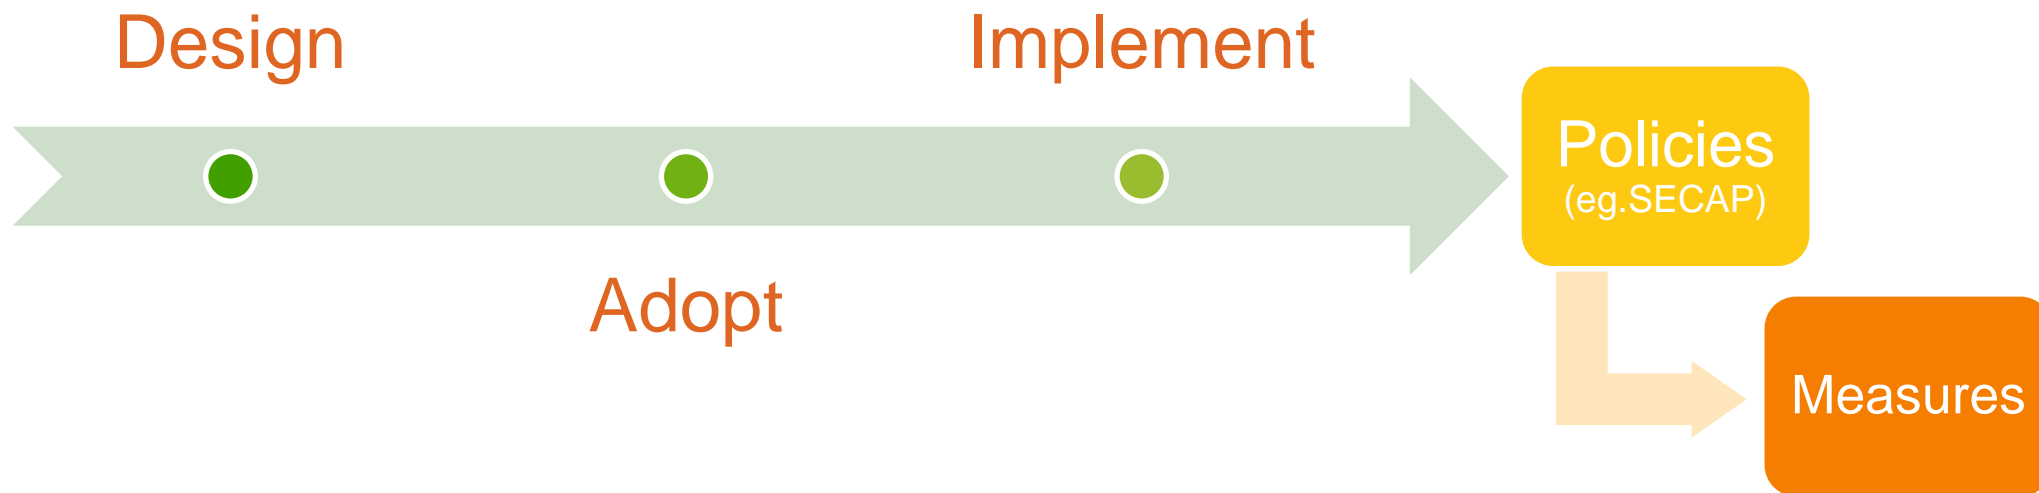 Design
Implement
Policies
(eg.SECAP)
Adopt
Measures